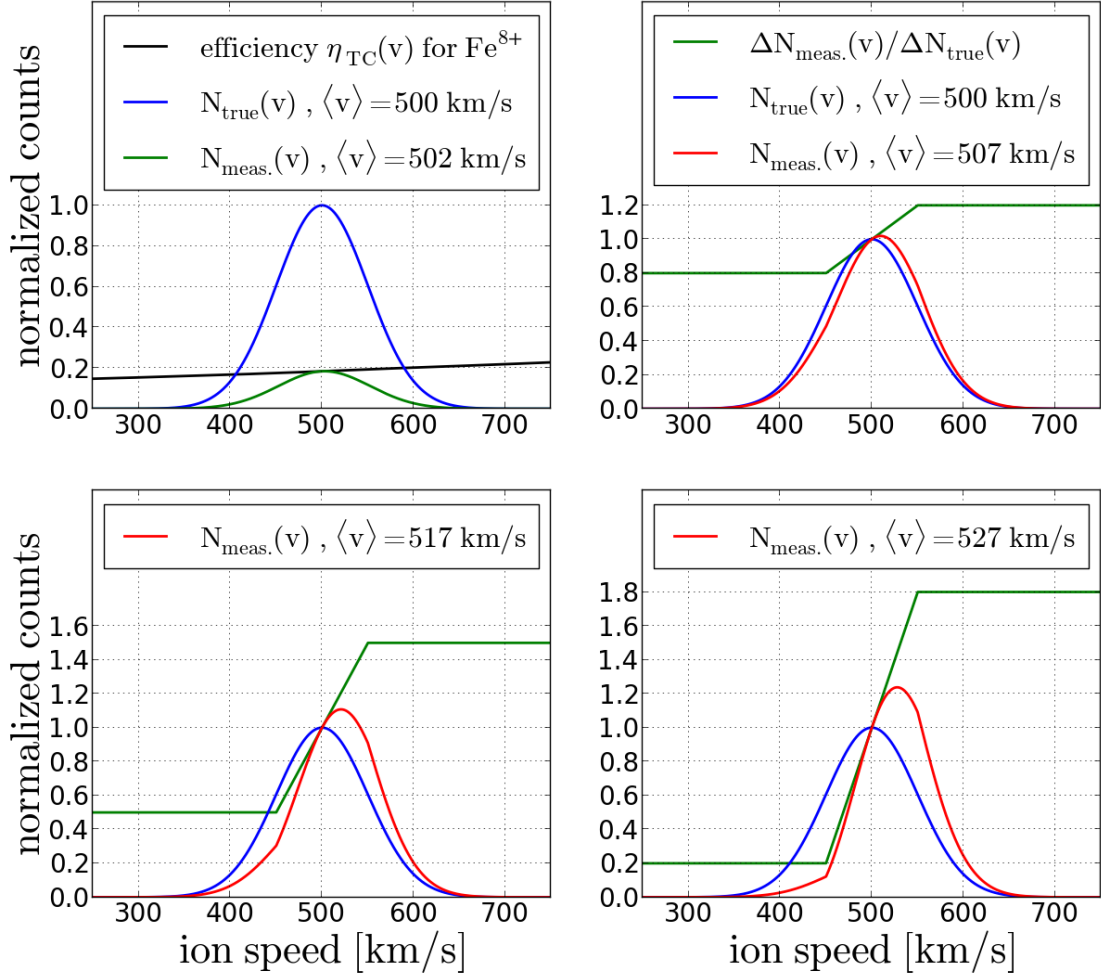 efficiency η_TC(v) for Fe⁸⁺
N_true(v) , ⟨v⟩=500 km/s
N_meas.(v) , ⟨v⟩=502 km/s
normalized counts
1.0
0.8
0.6
0.4
0.2
0.0
300 400 500 600 700
ΔN_meas.(v)/ΔN_true(v)
N_true(v) , ⟨v⟩=500 km/s
N_meas.(v) , ⟨v⟩=507 km/s
1.2
1.0
0.8
0.6
0.4
0.2
0.0
300 400 500 600 700
N_meas.(v) , ⟨v⟩=517 km/s
normalized counts
1.6
1.4
1.2
1.0
0.8
0.6
0.4
0.2
0.0
300 400 500 600 700
ion speed [km/s]
N_meas.(v) , ⟨v⟩=527 km/s
1.8
1.6
1.4
1.2
1.0
0.8
0.6
0.4
0.2
0.0
300 400 500 600 700
ion speed [km/s]